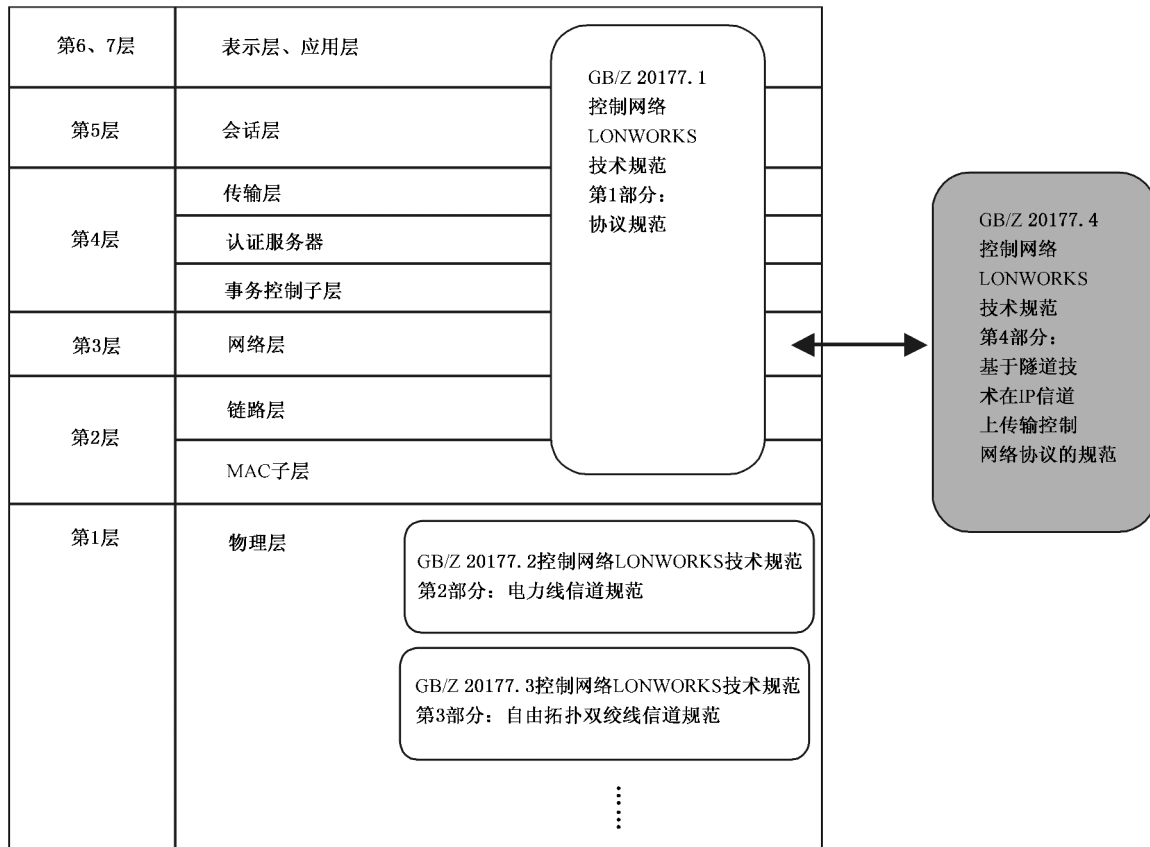 第6、7层
表示层、应用层
第5层
会话层
第4层
传输层
认证服务器
事务控制子层
第3层
网络层
第2层
链路层
MAC子层
第1层
物理层
GB/Z 20177.1
控制网络
LONWORKS
技术规范
第1部分:
协议规范
GB/Z 20177.2控制网络LONWORKS技术规范
第2部分: 电力线信道规范
GB/Z 20177.3控制网络LONWORKS技术规范
第3部分: 自由拓扑双绞线信道规范
……
GB/Z 20177.4
控制网络
LONWORKS
技术规范
第4部分:
基于隧道技
术在IP信道
上传输控制
网络协议的规范